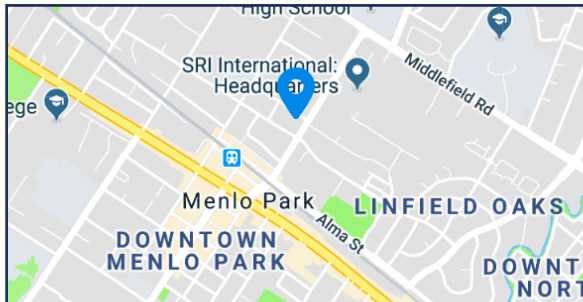 High School
SRI International:
Headquarters
Middlefield Rd
ege
Menlo Park
LINFIELD OAKS
Alma St
DOWNTOWN
MENLO PARK
DOWNT
NORT